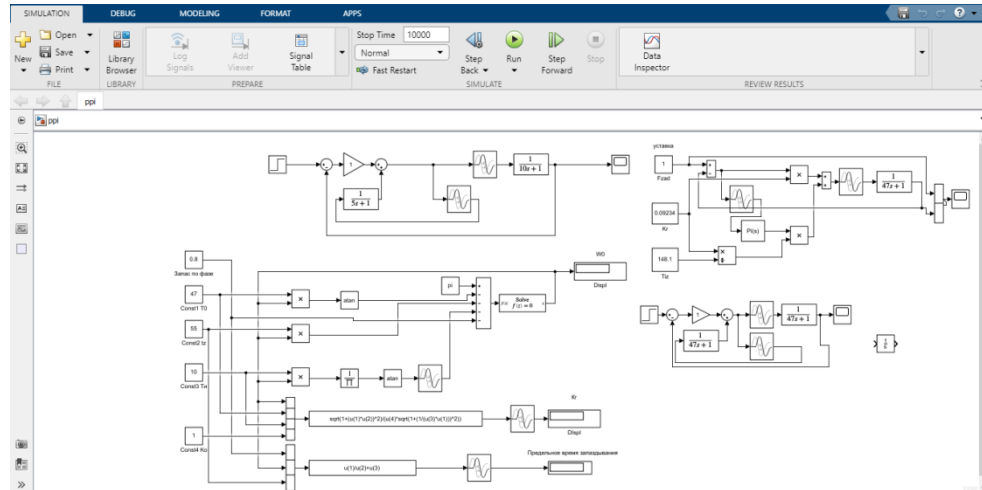 SIMULATION DEBUG MODELING FORMAT APPS
New
Open
Save
Print
FILE
Library Browser
LIBRARY
Log Signals
Add Viewer
Signal Table
PREPARE
Stop Time 10000
Normal
Fast Restart
Step Back
Run
Step Forward
Stop
SIMULATE
Data Inspector
REVIEW RESULTS
ppi
ppi
1
1
10s + 1
1
5s + 1
уставка
1
Fzad
0.09234
Kr
148.1
Tiz
PI(s)
1
47s + 1
0.8
Запас по фазе
47
Const1 T0
55
Const2 tz
10
Const3 Ти
1
Const4 Ko
atan
pi
Solve
f(z) = 0
W0
Displ
atan
sqrt(1+(u(1)*u(2))^2)/(u(4)*sqrt(1+(1/(u(3)*u(1)))^2))
Kr
Displ
u(1)/u(2)+u(3)
Предельное время запаздывания
1
1
47s + 1
1
47s + 1